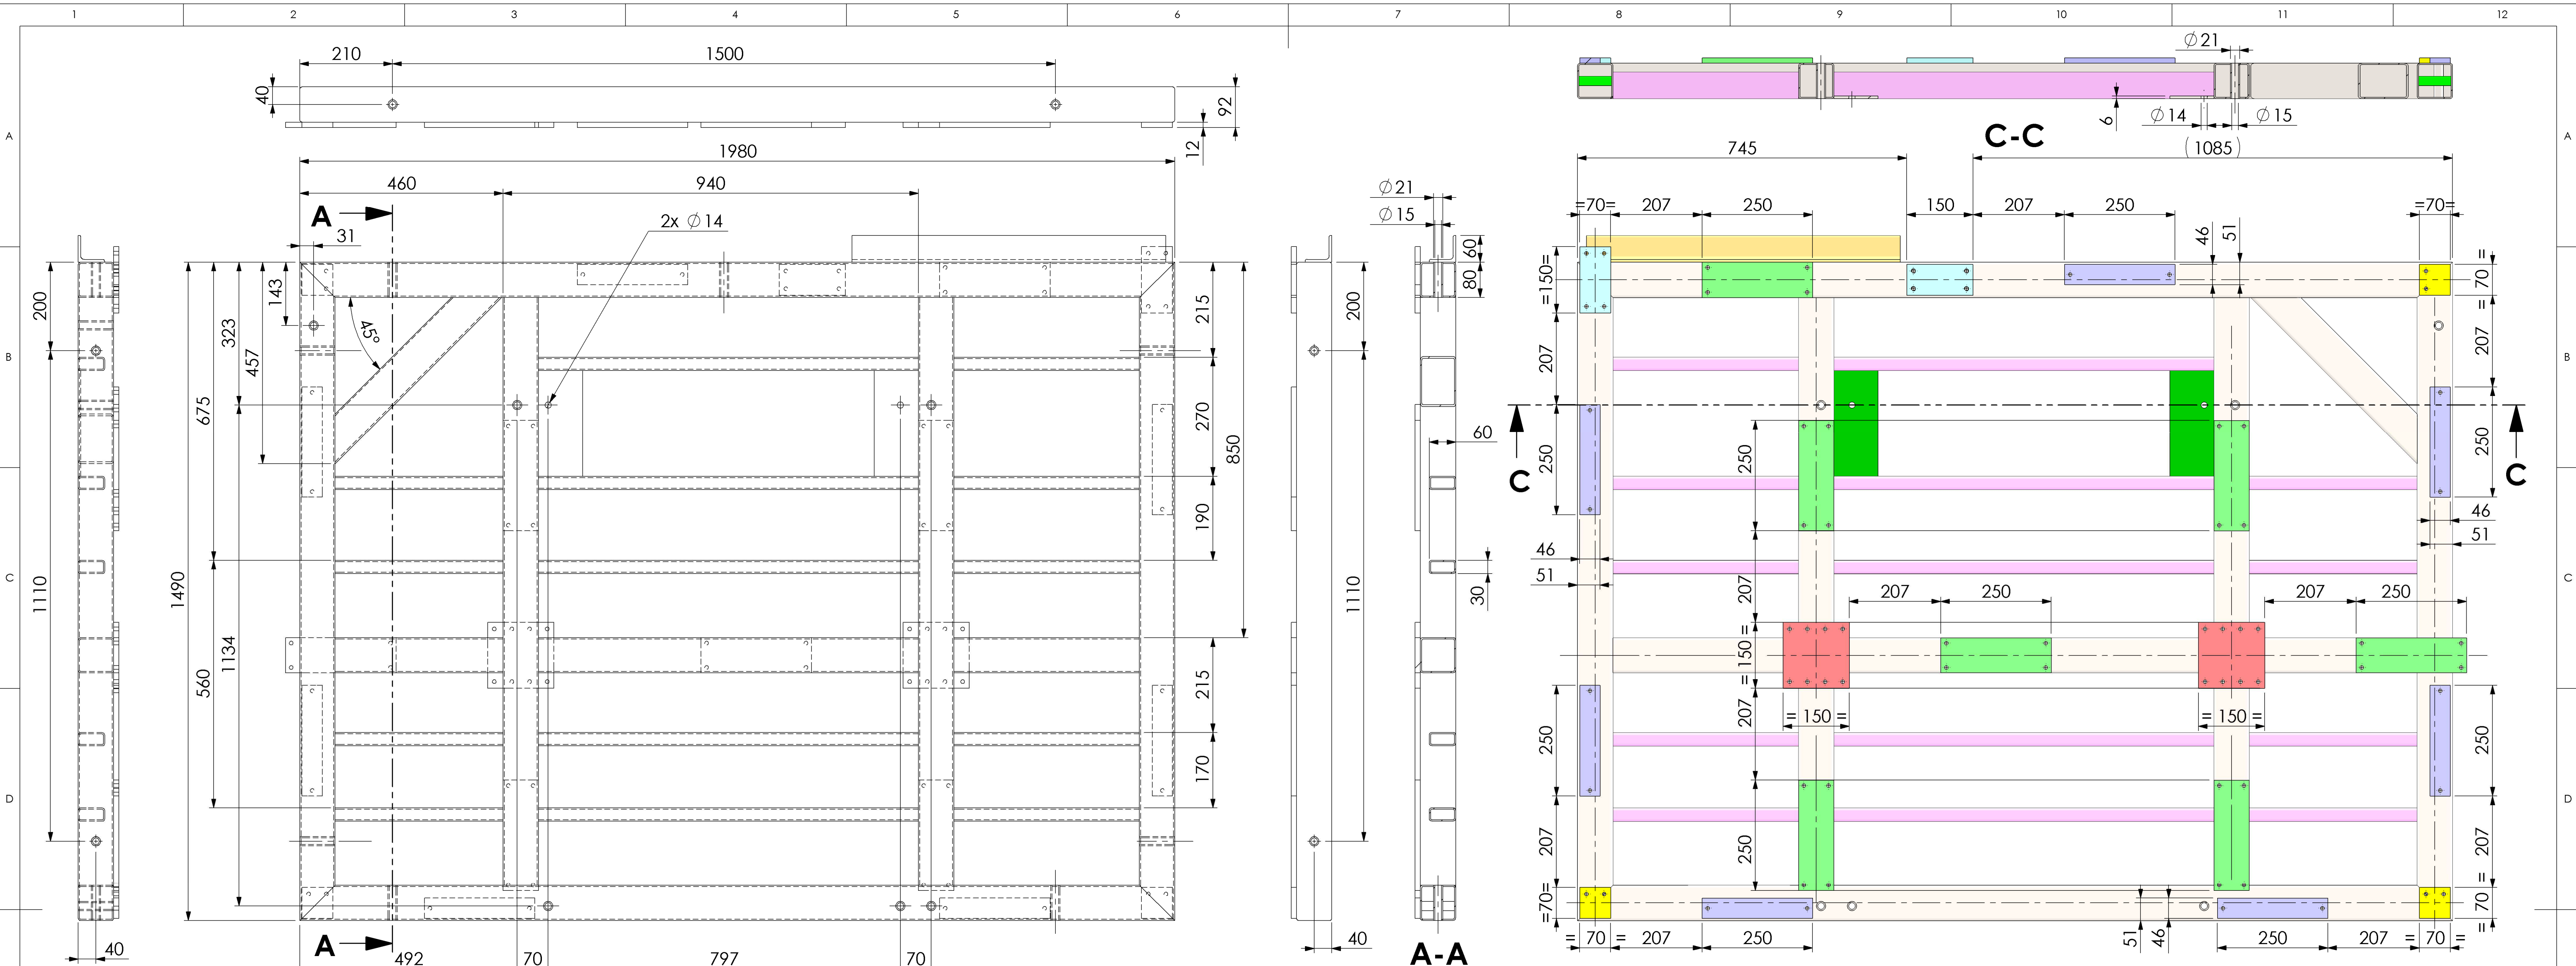 1 2 3 4 5 6 7 8 9 10 11 12
A A
B B
C C
D D
210 1500
40 92
12
1980
460 940
A
31
2x ∅14
143
45°
323
457
200
675
1110
1490
1134
560
215
270
850
190
215
170
A
40
492 70 797 70
∅21
∅15
60
80
200
60
1110
30
40
A-A
∅21
6
∅14 ∅15
C-C
745 (1085)
=70= 207 250 150 207 250 =70=
46 51
=150=
= 70 =
207
207
250
C C
250
250
46
51
46
51
207
207 250 207 250
= 150 =
= 150 = = 150 =
207
250
250
207
250
207
=70=
= 70 =
51 46
= 70 = 207 250 250 207 = 70 =